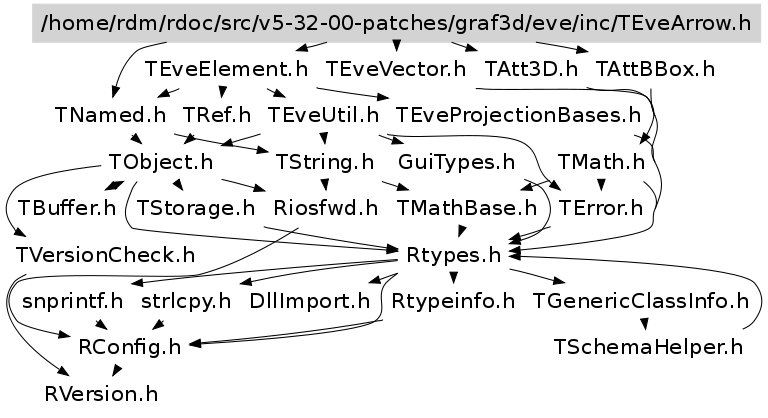 /home/rdm/rdoc/src/v5-32-00-patches/graf3d/eve/inc/TEveArrow.h
TEveElement.h TEveVector.h TAtt3D.h TAttBBox.h
TNamed.h TRef.h TEveUtil.h TEveProjectionBases.h
TObject.h TString.h GuiTypes.h TMath.h
TBuffer.h TStorage.h Riosfwd.h TMathBase.h TError.h
TVersionCheck.h Rtypes.h
snprintf.h strlcpy.h DllImport.h Rtypeinfo.h TGenericClassInfo.h
RConfig.h TSchemaHelper.h
RVersion.h